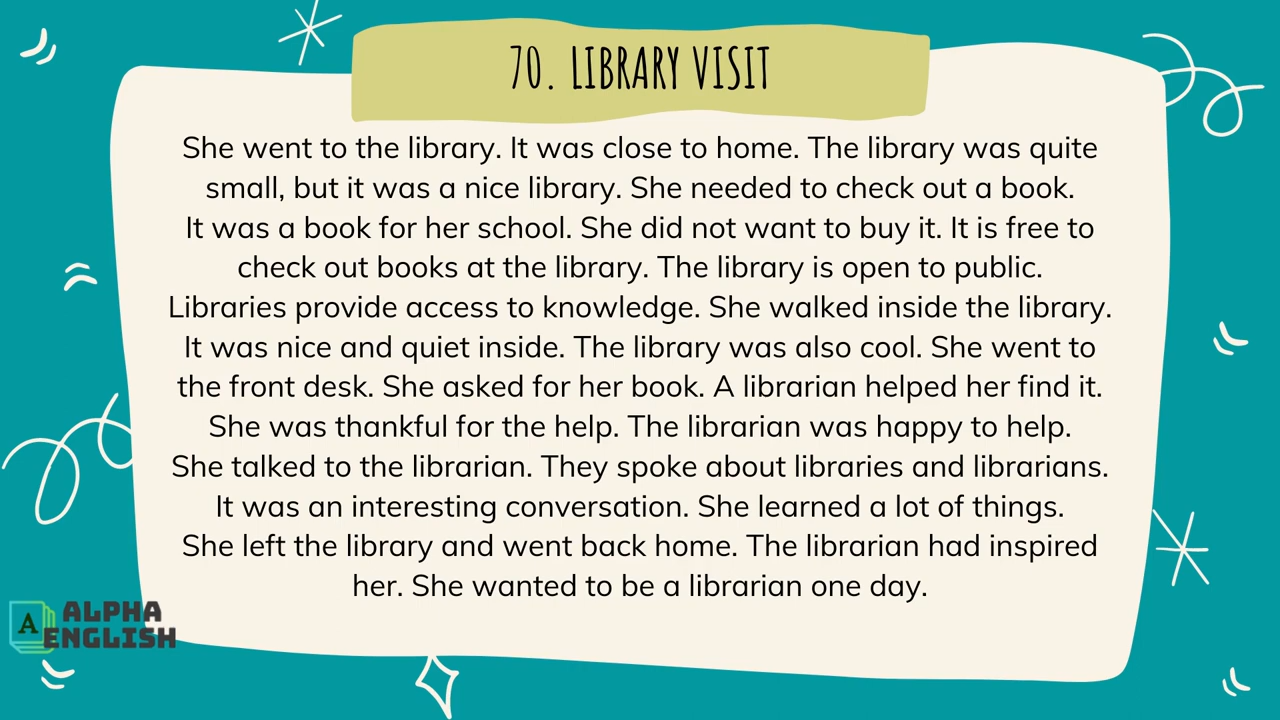 70. LIBRARY VISIT
She went to the library. It was close to home. The library was quite
small, but it was a nice library. She needed to check out a book.
It was a book for her school. She did not want to buy it. It is free to
check out books at the library. The library is open to public.
Libraries provide access to knowledge. She walked inside the library.
It was nice and quiet inside. The library was also cool. She went to
the front desk. She asked for her book. A librarian helped her find it.
She was thankful for the help. The librarian was happy to help.
She talked to the librarian. They spoke about libraries and librarians.
It was an interesting conversation. She learned a lot of things.
She left the library and went back home. The librarian had inspired
her. She wanted to be a librarian one day.
A
ALPHA
ENGLISH